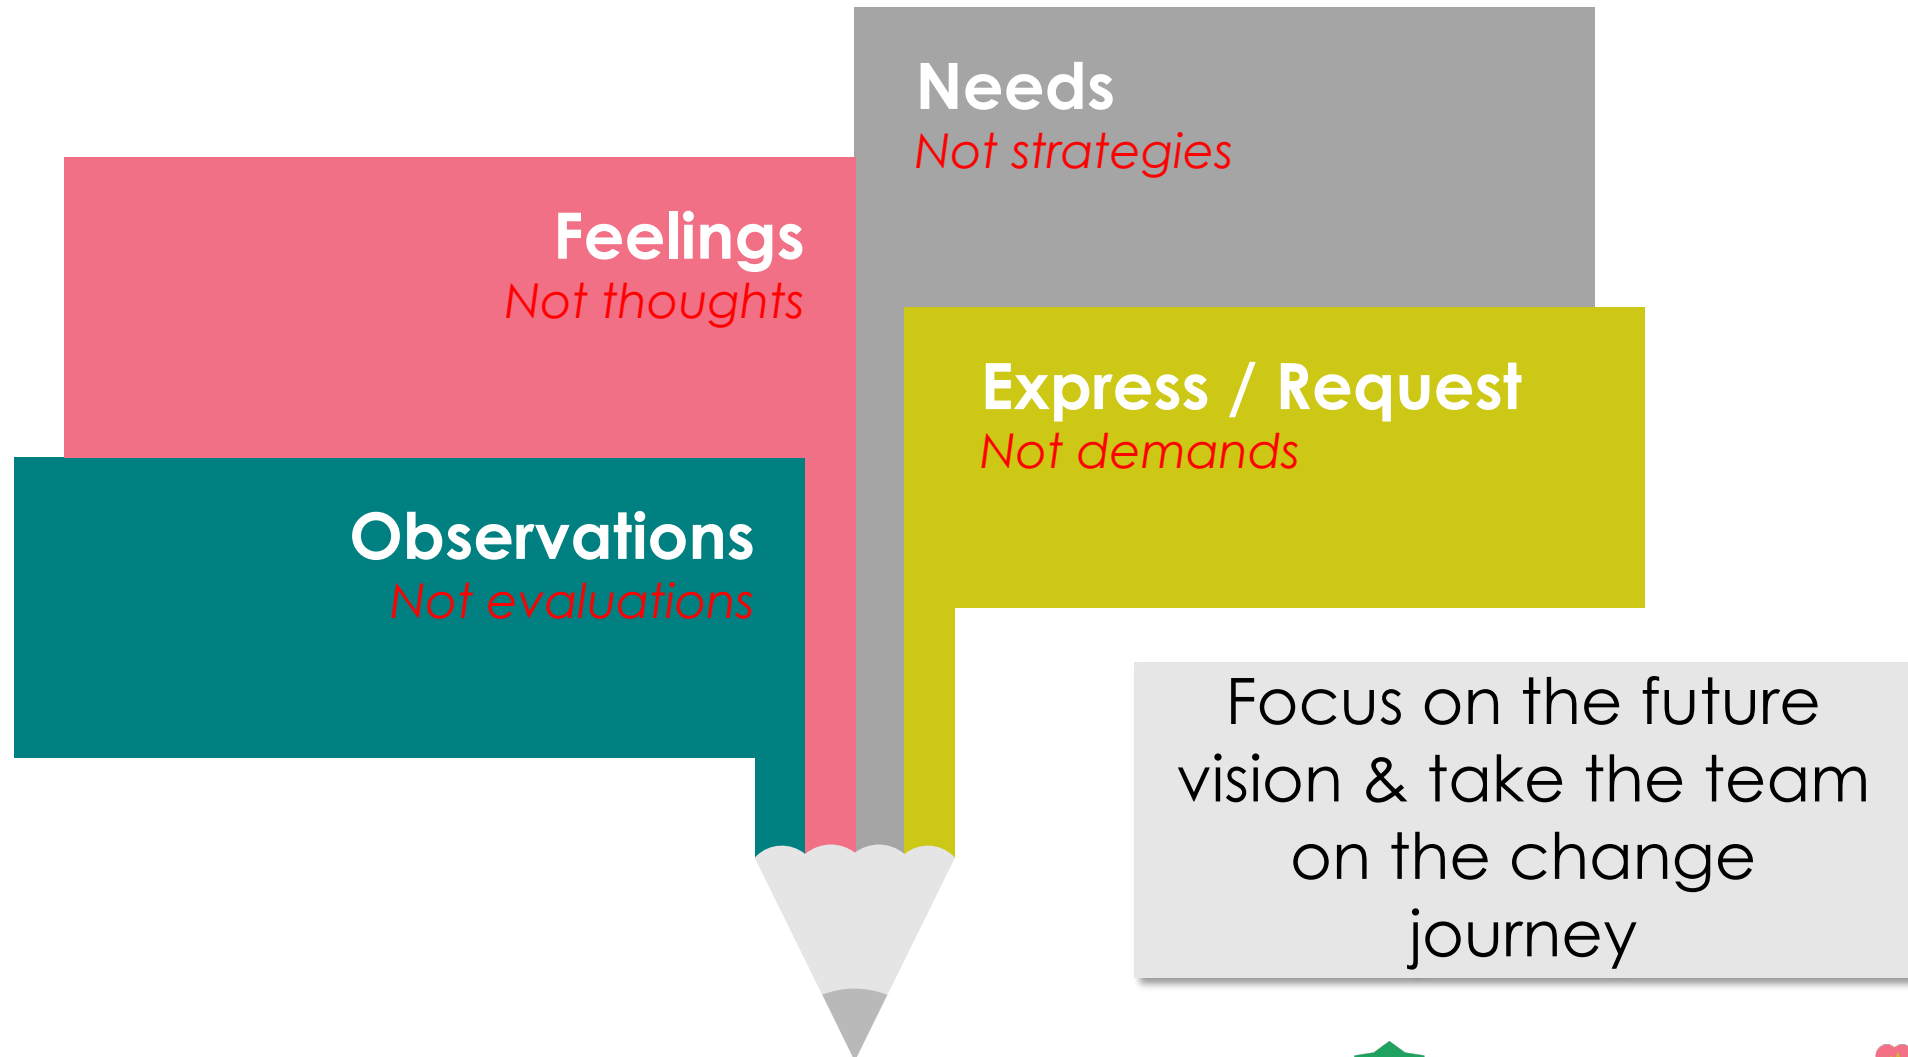 Needs
Not strategies
Feelings
Not thoughts
Express / Request
Not demands
Observations
Not evaluations
Focus on the future
vision & take the team
on the change
journey